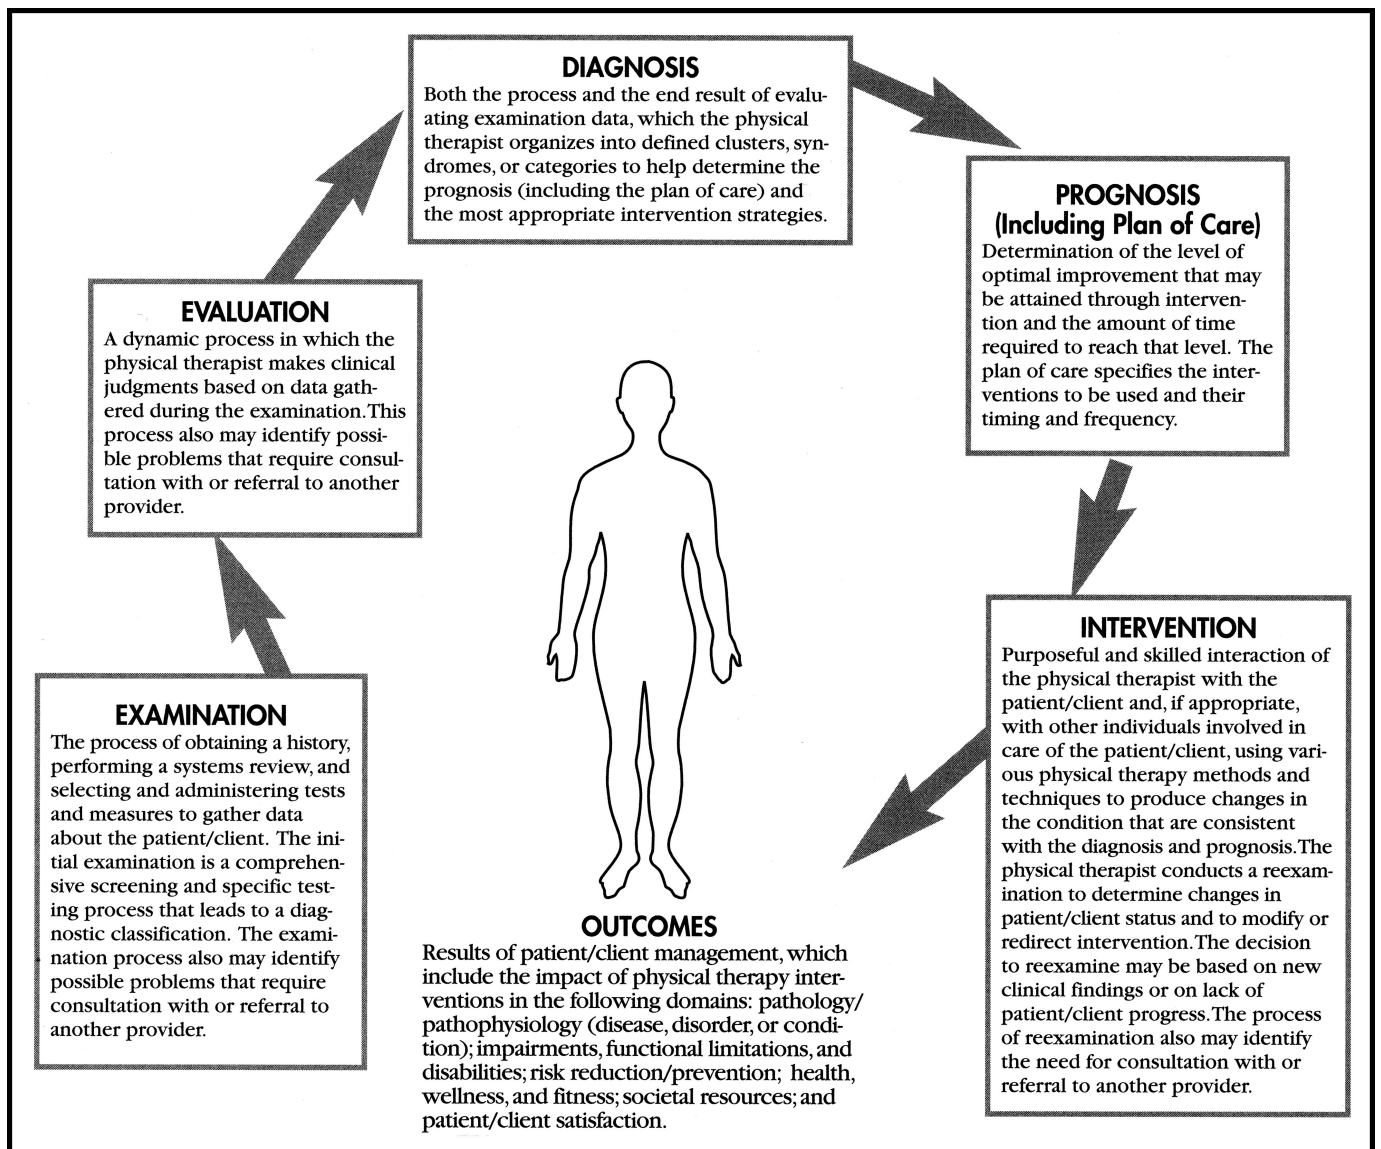 DIAGNOSIS
Both the process and the end result of evalu-
ating examination data, which the physical
therapist organizes into defined clusters, syn-
dromes, or categories to help determine the
prognosis (including the plan of care) and
the most appropriate intervention strategies.
PROGNOSIS
(Including Plan of Care)
Determination of the level of
optimal improvement that may
be attained through interven-
tion and the amount of time
required to reach that level. The
plan of care specifies the inter-
ventions to be used and their
timing and frequency.
EVALUATION
A dynamic process in which the
physical therapist makes clinical
judgments based on data gath-
ered during the examination. This
process also may identify possi-
ble problems that require consul-
tation with or referral to another
provider.
INTERVENTION
Purposeful and skilled interaction of
the physical therapist with the
patient/client and, if appropriate,
with other individuals involved in
care of the patient/client, using vari-
ous physical therapy methods and
techniques to produce changes in
the condition that are consistent
with the diagnosis and prognosis. The
physical therapist conducts a reexam-
ination to determine changes in
patient/client status and to modify or
redirect intervention. The decision
to reexamine may be based on new
clinical findings or on lack of
patient/client progress. The process
of reexamination also may identify
the need for consultation with or
referral to another provider.
EXAMINATION
The process of obtaining a history,
performing a systems review, and
selecting and administering tests
and measures to gather data
about the patient/client. The ini-
tial examination is a comprehen-
sive screening and specific test-
ing process that leads to a diag-
nostic classification. The exami-
nation process also may identify
possible problems that require
consultation with or referral to
another provider.
OUTCOMES
Results of patient/client management, which
include the impact of physical therapy inter-
ventions in the following domains: pathology/
pathophysiology (disease, disorder, or condi-
tion); impairments, functional limitations, and
disabilities; risk reduction/prevention; health,
wellness, and fitness; societal resources; and
patient/client satisfaction.